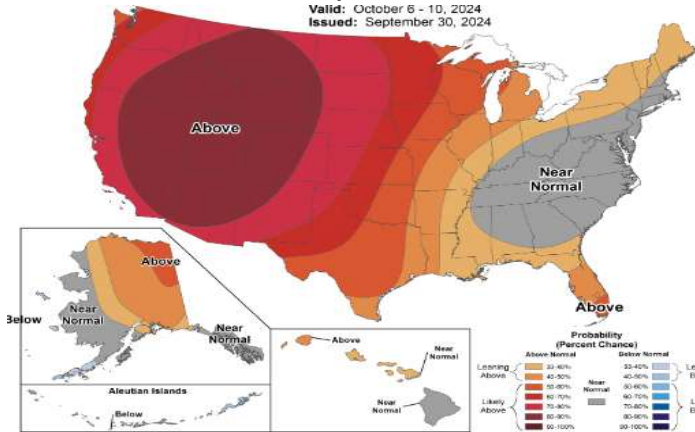 Valid: October 6 - 10, 2024
Issued: September 30, 2024
Above
Near
Normal
Above
Above
Near
Normal
Below
Near
Normal
Aleutian Islands
Below
Above
Near
Normal
Near
Normal
Probability
(Percent Chance)
Above Normal
Below Normal
Leaning
Above
33-40%
40-50%
Near
Normal
33-40%
40-50%
L
B
Likely
Above
50-60%
60-70%
70-80%
80-90%
90-100%
50-60%
60-70%
70-80%
80-90%
90-100%
L
B